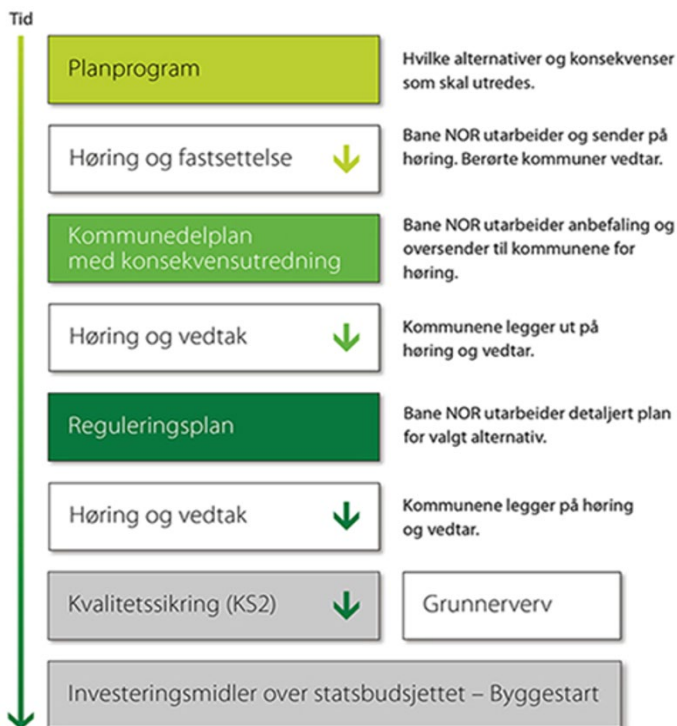 Tid
Planprogram
Hvilke alternativer og konsekvenser
som skal utredes.
Høring og fastsettelse
Bane NOR utarbeider og sender på
høring. Berørte kommuner vedtar.
Kommunedelplan
med konsekvensutredning
Bane NOR utarbeider anbefaling og
oversender til kommunene for
høring.
Høring og vedtak
Kommunene legger ut på
høring og vedtar.
Reguleringsplan
Bane NOR utarbeider detaljert plan
for valgt alternativ.
Høring og vedtak
Kommunene legger på høring
og vedtar.
Kvalitetssikring (KS2)
Grunnerverv
Investeringsmidler over statsbudsjettet – Byggestart